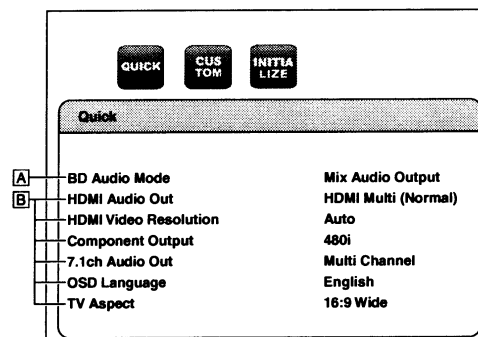 QUICK
CUS
TOM
INITIA
LIZE
Quick
A BD Audio Mode Mix Audio Output
B HDMI Audio Out HDMI Multi (Normal)
HDMI Video Resolution Auto
Component Output 480i
7.1ch Audio Out Multi Channel
OSD Language English
TV Aspect 16:9 Wide